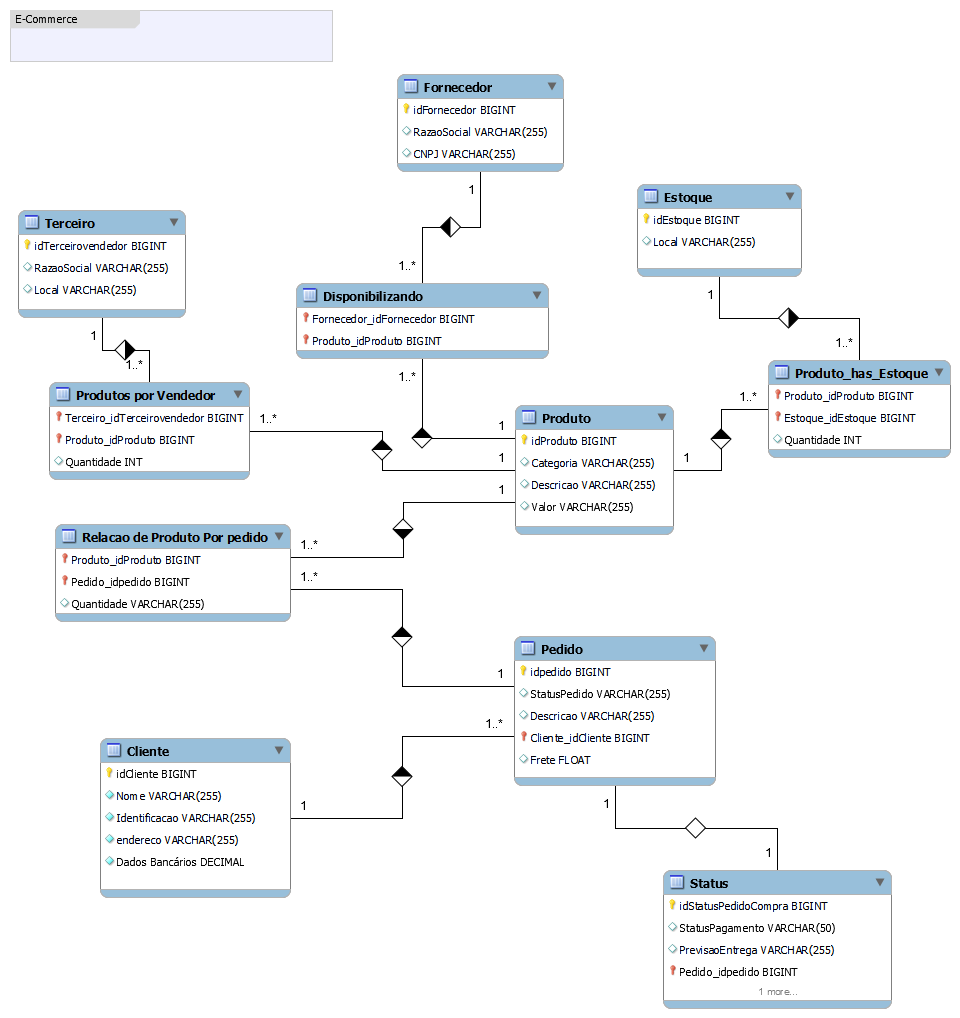 E-Commerce
Fornecedor
idFornecedor BIGINT
RazaoSocial VARCHAR(255)
CNPJ VARCHAR(255)
1
1..*
Terceiro
idTerceirovendedor BIGINT
RazaoSocial VARCHAR(255)
Local VARCHAR(255)
1
1..*
Estoque
idEstoque BIGINT
Local VARCHAR(255)
1
1..*
Disponibilizando
Fornecedor_idFornecedor BIGINT
Produto_idProduto BIGINT
1..*
1
Produtos por Vendedor
Terceiro_idTerceirovendedor BIGINT
Produto_idProduto BIGINT
Quantidade INT
1..*
1
Produto
idProduto BIGINT
Categoria VARCHAR(255)
Descricao VARCHAR(255)
Valor VARCHAR(255)
1
1..*
Produto_has_Estoque
Produto_idProduto BIGINT
Estoque_idEstoque BIGINT
Quantidade INT
1
1..*
Relacao de Produto Por pedido
Produto_idProduto BIGINT
Pedido_idpedido BIGINT
Quantidade VARCHAR(255)
1..*
1
Pedido
idpedido BIGINT
StatusPedido VARCHAR(255)
Descricao VARCHAR(255)
Cliente_idCliente BIGINT
Frete FLOAT
1..*
1
Cliente
idCliente BIGINT
Nome VARCHAR(255)
Identificacao VARCHAR(255)
endereco VARCHAR(255)
Dados Bancários DECIMAL
1
1
Status
idStatusPedidoCompra BIGINT
StatusPagamento VARCHAR(50)
PrevisaoEntrega VARCHAR(255)
Pedido_idpedido BIGINT
1 more...